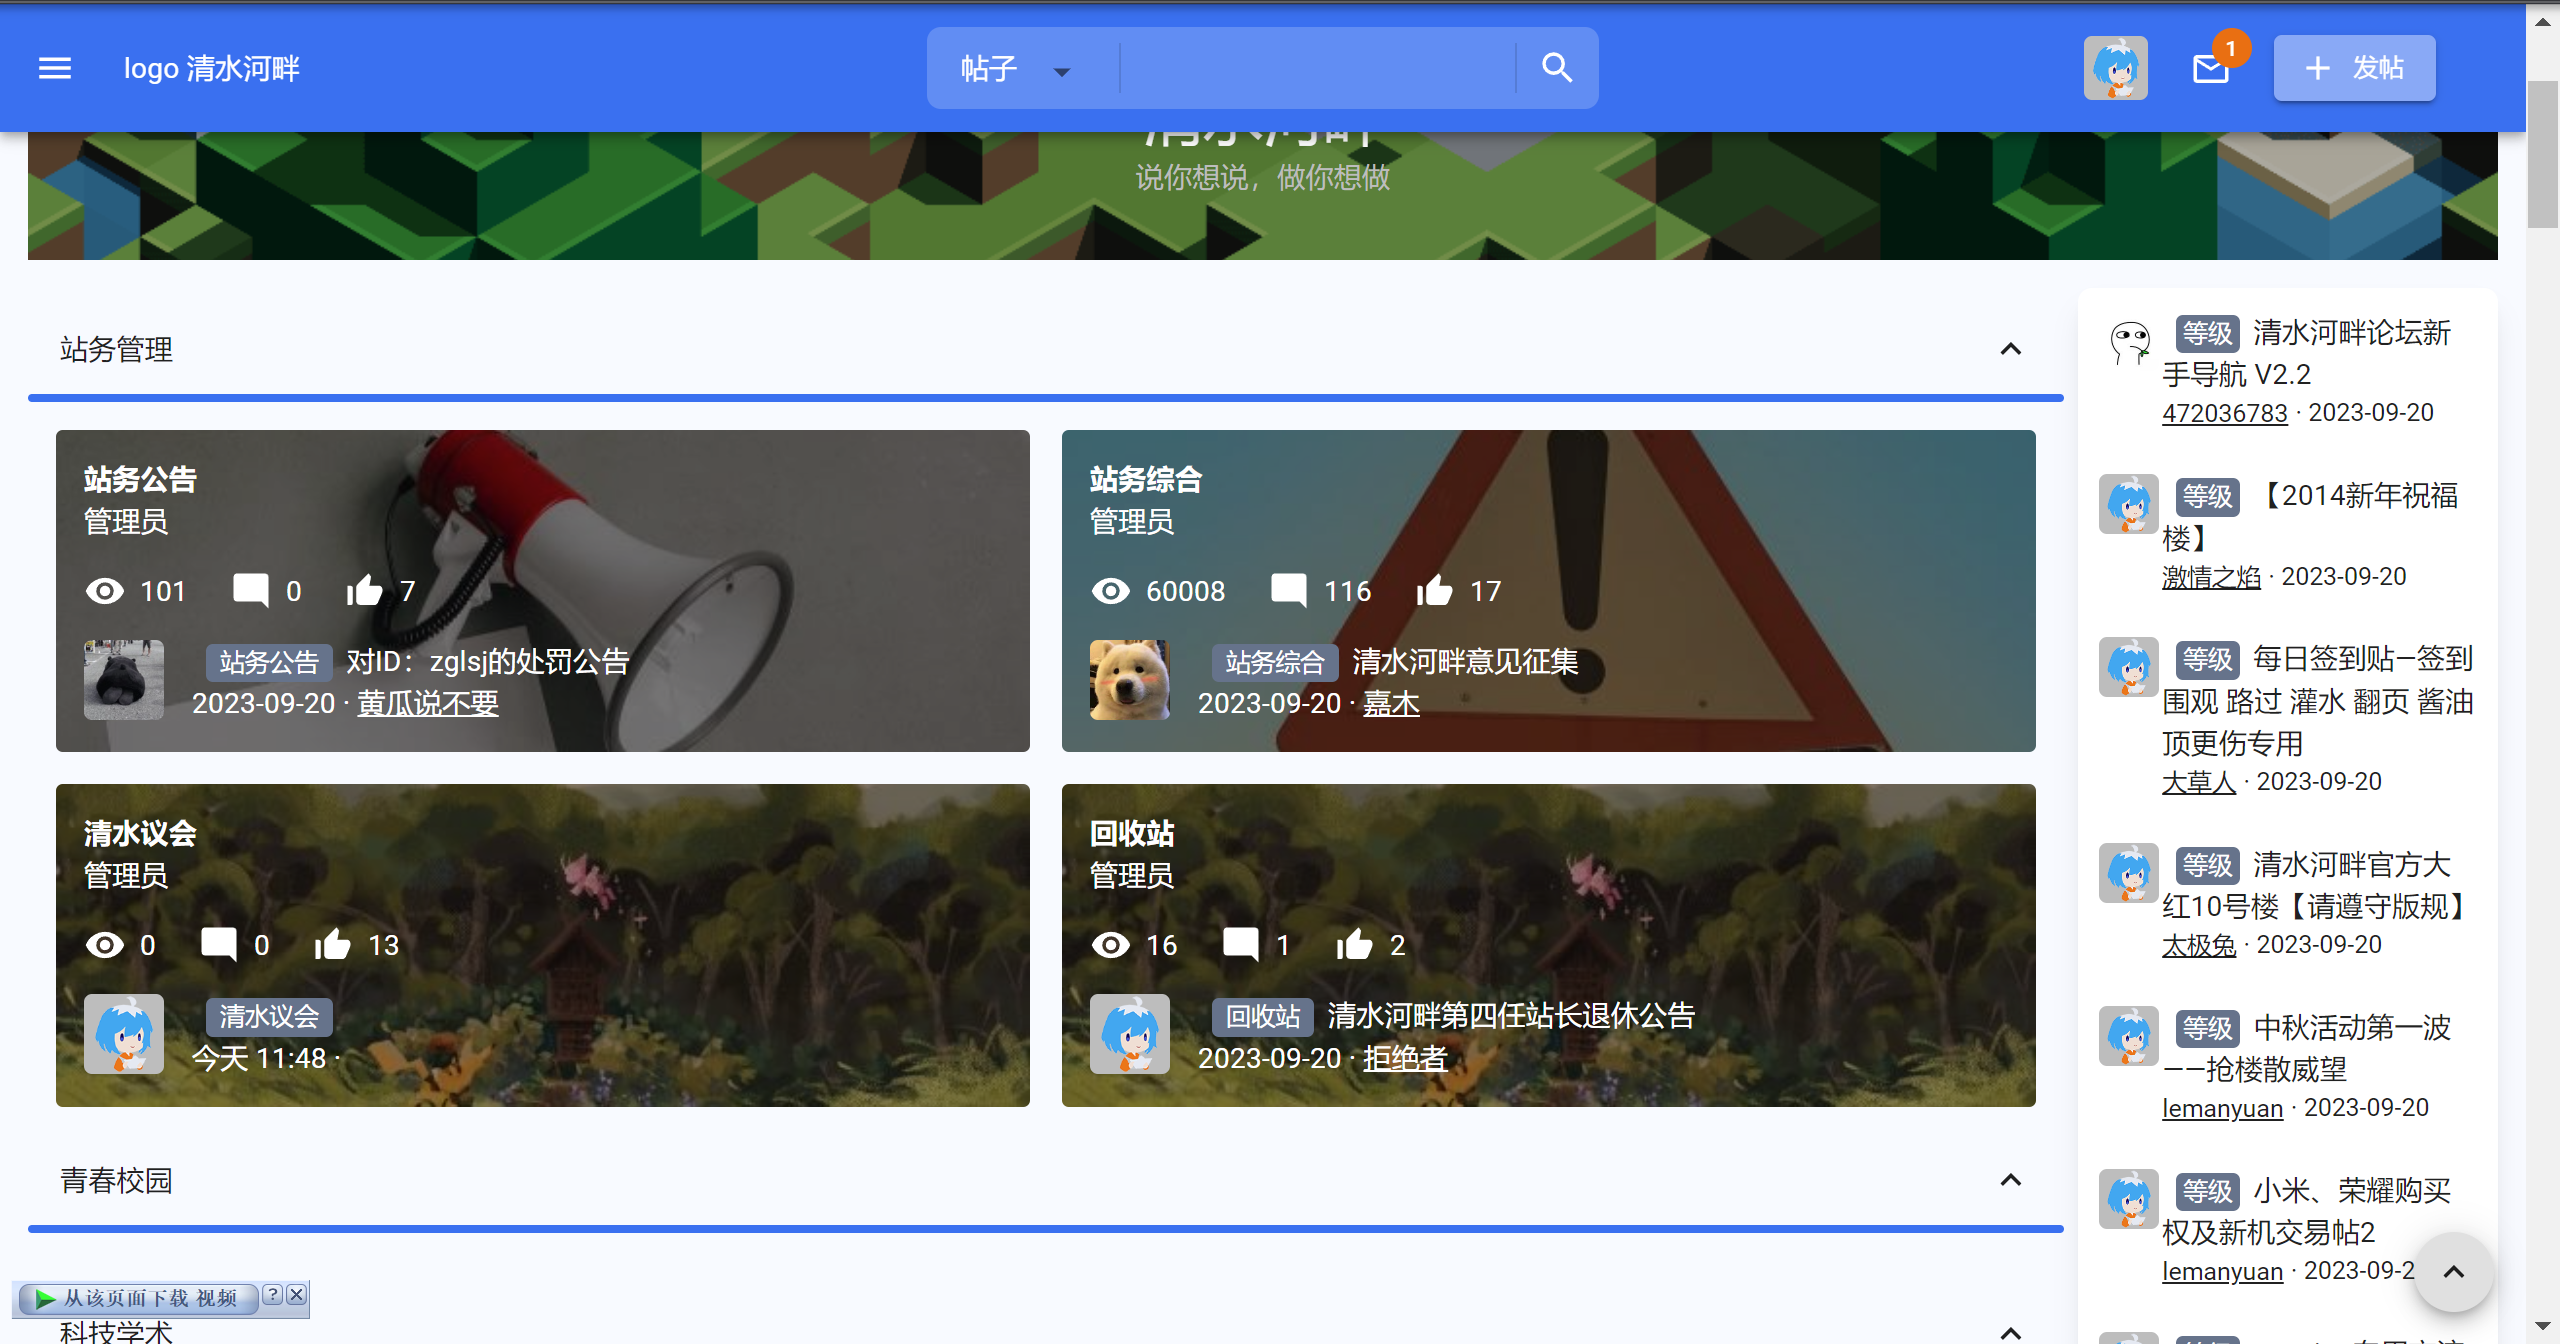 logo 清水河畔
帖子
1
发帖
清水河畔
说你想说，做你想做
站务管理
站务公告
管理员
101 0 7
站务公告 对ID：zglsj的处罚公告
2023-09-20 · 黄瓜说不要
站务综合
管理员
60008 116 17
站务综合 清水河畔意见征集
2023-09-20 · 嘉木
清水议会
管理员
0 0 13
清水议会
今天 11:48 ·
回收站
管理员
16 1 2
回收站 清水河畔第四任站长退休公告
2023-09-20 · 拒绝者
青春校园
从该页面下载 视频 ?
科技学术
等级 清水河畔论坛新
手导航 V2.2
472036783 · 2023-09-20
等级 【2014新年祝福
楼】
激情之焰 · 2023-09-20
等级 每日签到贴—签到
围观 路过 灌水 翻页 酱油
顶更伤专用
大草人 · 2023-09-20
等级 清水河畔官方大
红10号楼【请遵守版规】
太极兔 · 2023-09-20
等级 中秋活动第一波
——抢楼散威望
lemanyuan · 2023-09-20
等级 小米、荣耀购买
权及新机交易帖2
lemanyuan · 2023-09-2